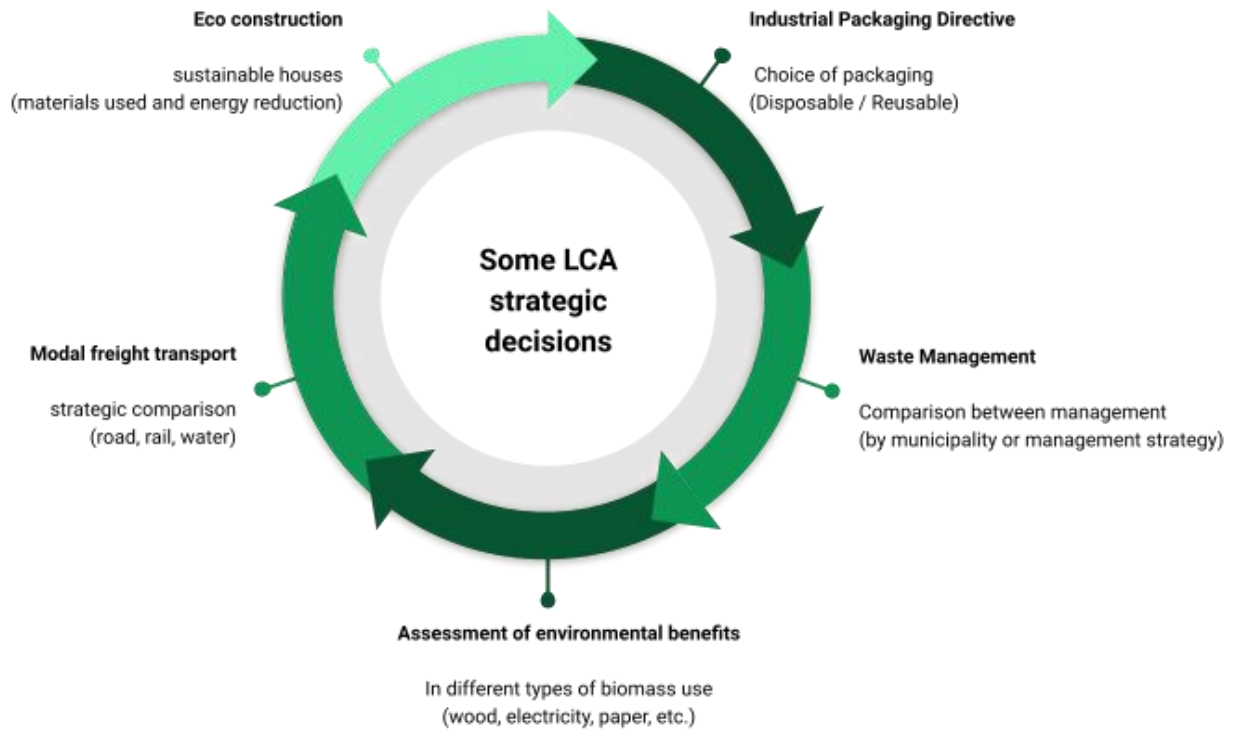 Eco construction
sustainable houses
(materials used and energy reduction)
Industrial Packaging Directive
Choice of packaging
(Disposable / Reusable)
Some LCA
strategic
decisions
Modal freight transport
strategic comparison
(road, rail, water)
Waste Management
Comparison between management
(by municipality or management strategy)
Assessment of environmental benefits
In different types of biomass use
(wood, electricity, paper, etc.)